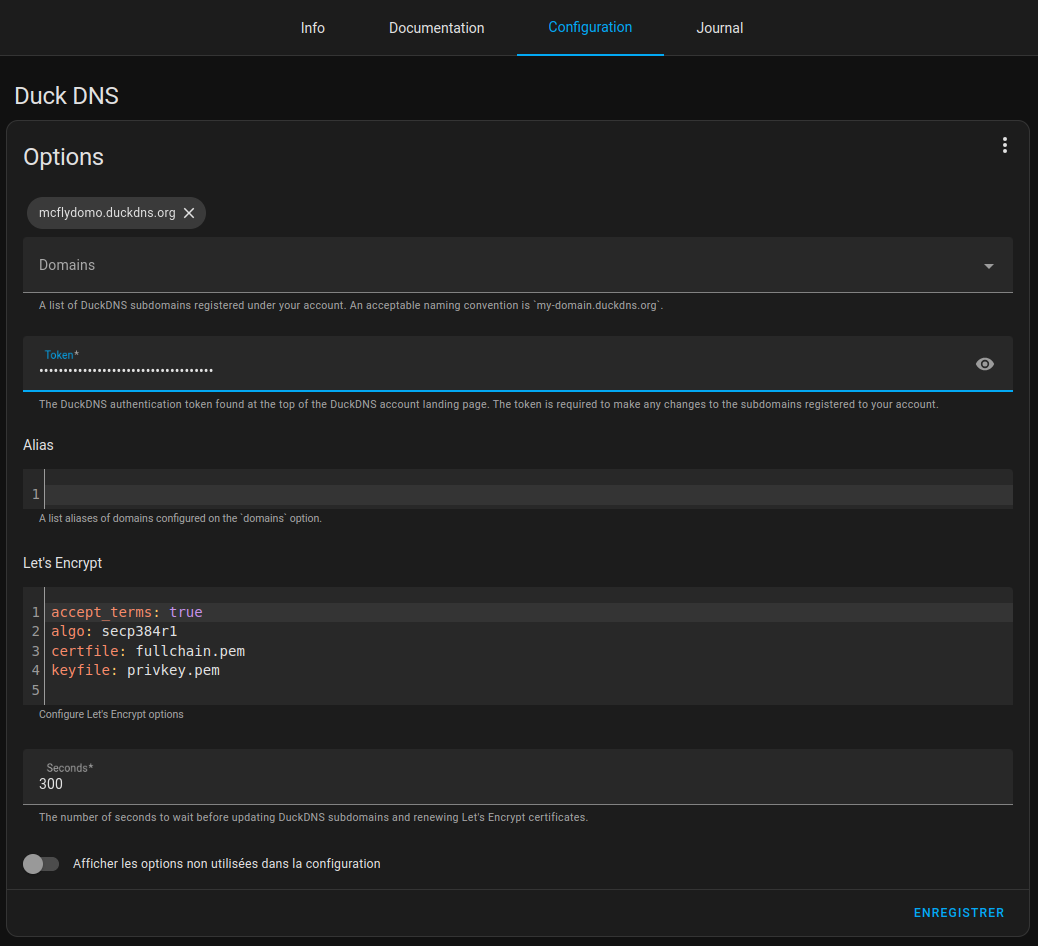 Info Documentation Configuration Journal
Duck DNS
Options
mcflydomo.duckdns.org
Domains
A list of DuckDNS subdomains registered under your account. An acceptable naming convention is `my-domain.duckdns.org`.
Token*
••••••••••••••••••••••••••••••••••••
The DuckDNS authentication token found at the top of the DuckDNS account landing page. The token is required to make any changes to the subdomains registered to your account.
Alias
1
A list aliases of domains configured on the `domains` option.
Let's Encrypt
1 accept_terms: true
2 algo: secp384r1
3 certfile: fullchain.pem
4 keyfile: privkey.pem
5
Configure Let's Encrypt options
Seconds*
300
The number of seconds to wait before updating DuckDNS subdomains and renewing Let's Encrypt certificates.
Afficher les options non utilisées dans la configuration
ENREGISTRER